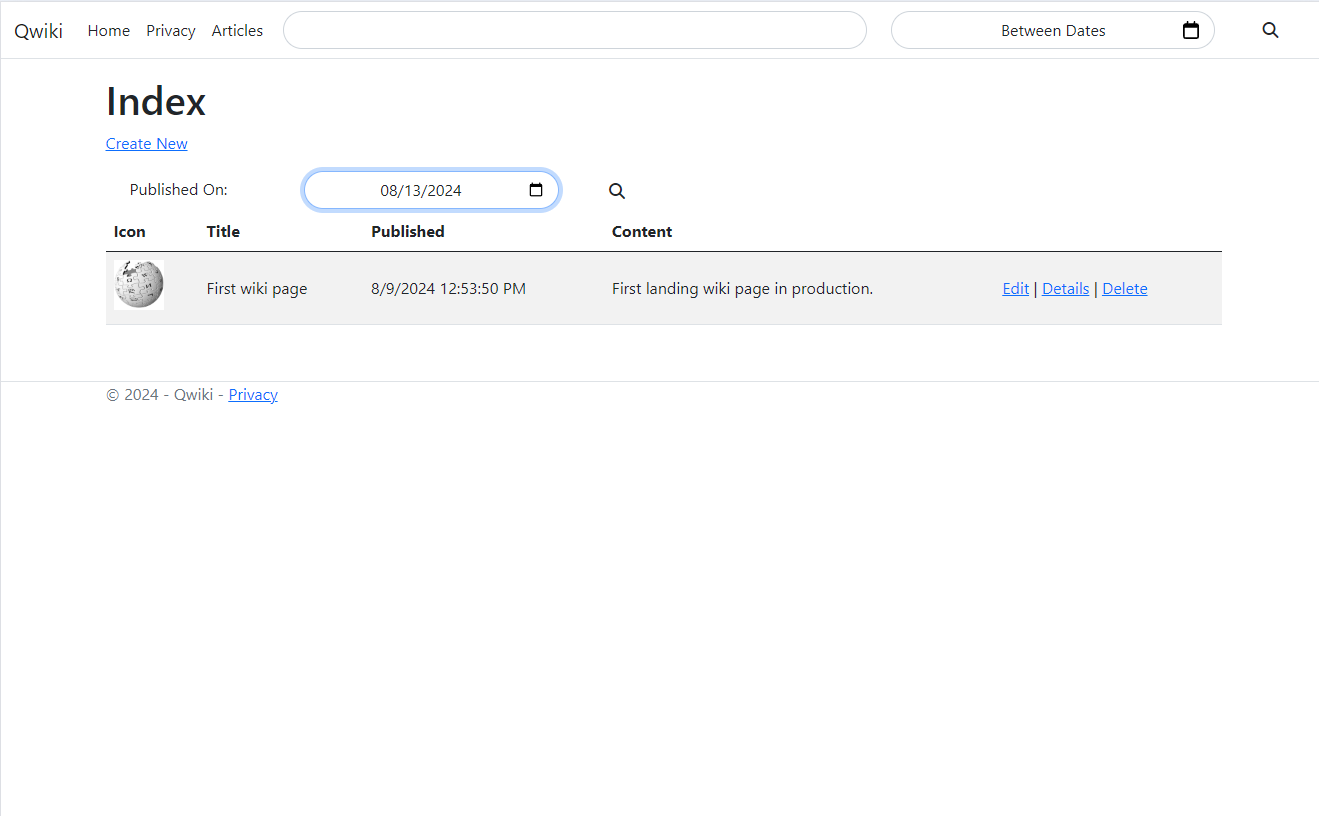 Qwiki Home Privacy Articles Between Dates
Index
Create New
Published On: 08/13/2024
Icon Title Published Content
First wiki page 8/9/2024 12:53:50 PM First landing wiki page in production. Edit | Details | Delete
© 2024 - Qwiki - Privacy